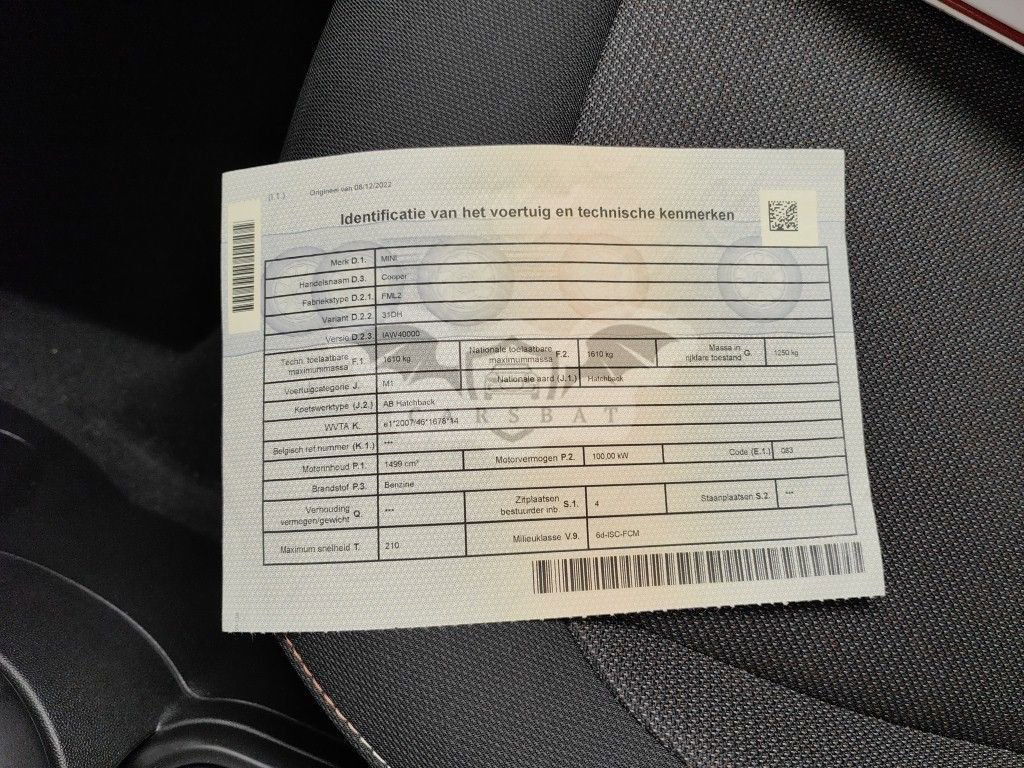 (I.1.) Origineel van 08/12/2022
Identificatie van het voertuig en technische kenmerken
Merk D.1. MINI
Handelsnaam D.3. Cooper
Fabriekstype D.2.1. FML2
Variant D.2.2. 31DH
Versie D.2.3. IAW40000
Techn. toelaatbare maximummassa F.1. 1610 kg Nationale toelaatbare maximummassa F.2. 1610 kg Massa in rijklare toestand G. 1250 kg
Voertuigcategorie J. M1 Nationale aard (J.1.) Hatchback
Koetswerktype (J.2.) AB Hatchback
CARSBAT
WVTA K. e1*2007/46*1678*14
Belgisch ref.nummer (K.1.) ---
Motorinhoud P.1. 1499 cm³ Motorvermogen P.2. 100,00 kW Code (E.1.) 083
Brandstof P.3. Benzine
Verhouding vermogen/gewicht Q. --- Zitplaatsen bestuurder inb. S.1. 4 Staanplaatsen S.2. ---
Maximum snelheid T. 210 Milieuklasse V.9. 6d-ISC-FCM